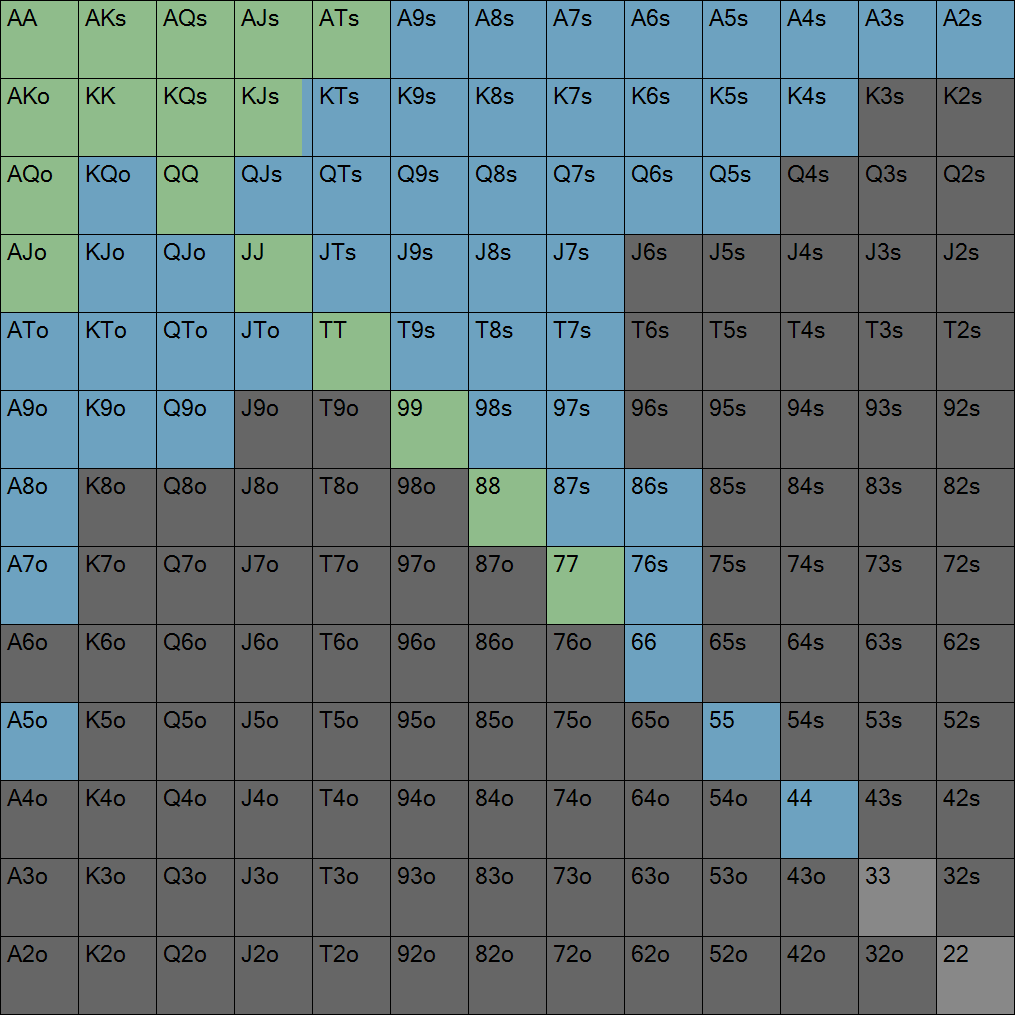 AA AKs AQs AJs ATs A9s A8s A7s A6s A5s A4s A3s A2s
AKo KK KQs KJs KTs K9s K8s K7s K6s K5s K4s K3s K2s
AQo KQo QQ QJs QTs Q9s Q8s Q7s Q6s Q5s Q4s Q3s Q2s
AJo KJo QJo JJ JTs J9s J8s J7s J6s J5s J4s J3s J2s
ATo KTo QTo JTo TT T9s T8s T7s T6s T5s T4s T3s T2s
A9o K9o Q9o J9o T9o 99 98s 97s 96s 95s 94s 93s 92s
A8o K8o Q8o J8o T8o 98o 88 87s 86s 85s 84s 83s 82s
A7o K7o Q7o J7o T7o 97o 87o 77 76s 75s 74s 73s 72s
A6o K6o Q6o J6o T6o 96o 86o 76o 66 65s 64s 63s 62s
A5o K5o Q5o J5o T5o 95o 85o 75o 65o 55 54s 53s 52s
A4o K4o Q4o J4o T4o 94o 84o 74o 64o 54o 44 43s 42s
A3o K3o Q3o J3o T3o 93o 83o 73o 63o 53o 43o 33 32s
A2o K2o Q2o J2o T2o 92o 82o 72o 62o 52o 42o 32o 22